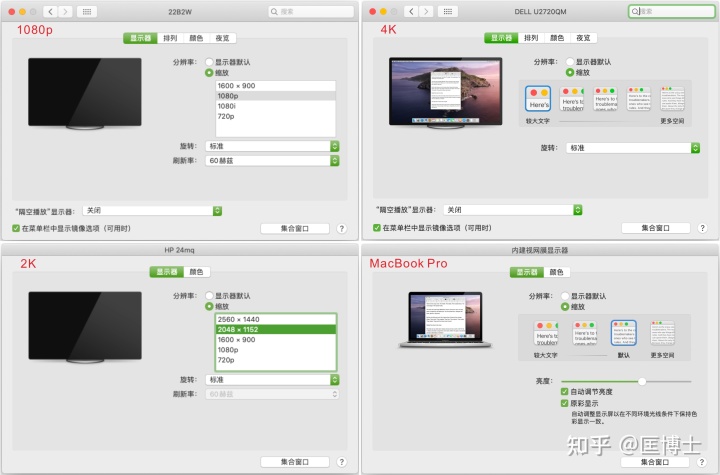 22B2W
搜索
1080p
显示器 排列 颜色 夜览
分辨率: 显示器默认
缩放
1600 × 900
1080p
1080i
720p
旋转: 标准
刷新率: 60赫兹
“隔空播放”显示器: 关闭
在菜单栏中显示镜像选项（可用时）
集合窗口 ?
DELL U2720QM
搜索
4K
显示器 排列 颜色 夜览
分辨率: 显示器默认
缩放
Here's
较大文字 更多空间
旋转: 标准
“隔空播放”显示器: 关闭
在菜单栏中显示镜像选项（可用时）
集合窗口 ?
HP 24mq
2K
显示器 颜色
分辨率: 显示器默认
缩放
2560 × 1440
2048 × 1152
1600 × 900
1080p
720p
旋转: 标准
刷新率: 60赫兹
集合窗口 ?
内建视网膜显示器
MacBook Pro
显示器 颜色
分辨率: 显示器默认
缩放
较大文字 默认 更多空间
亮度:
自动调节亮度
原彩显示
自动调整显示屏以在不同环境光线条件下保持色
彩显示一致。
集合窗口 ?
知乎 @匡博士